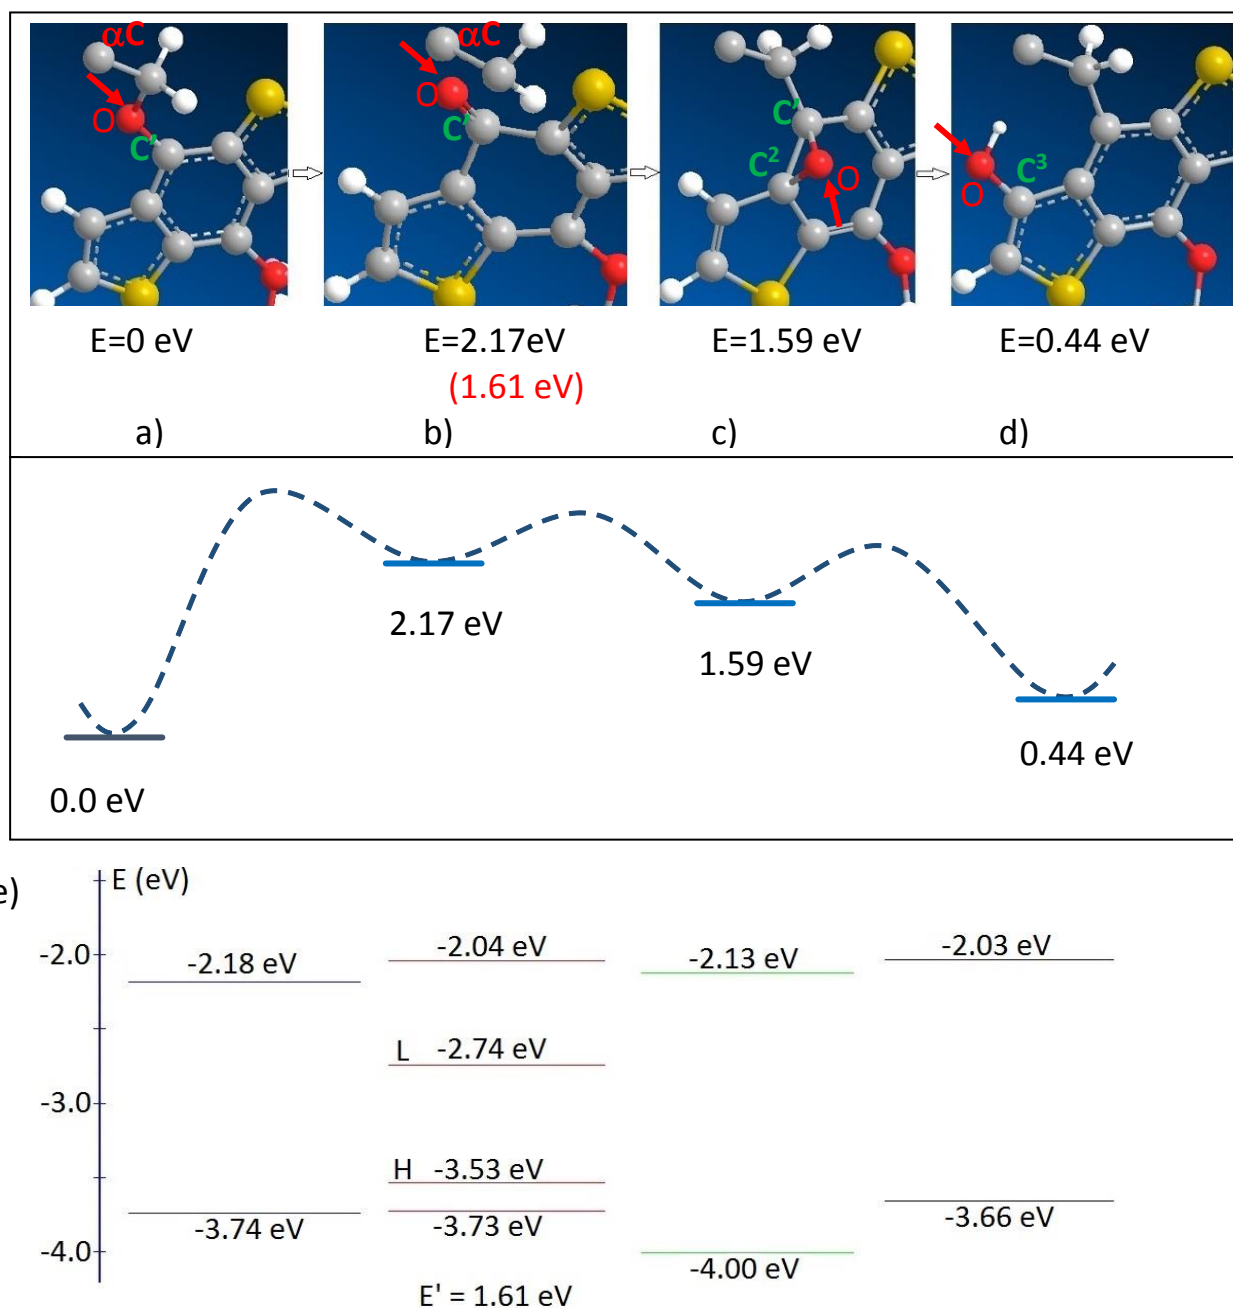 αC
O
C'
αC
O
C'
C'
C²
O
O
C³
E=0 eV
E=2.17eV
E=1.59 eV
E=0.44 eV
(1.61 eV)
a)
b)
c)
d)
2.17 eV
1.59 eV
0.44 eV
0.0 eV
e)
E (eV)
-2.0
-3.0
-4.0
-2.18 eV
-2.04 eV
-2.13 eV
-2.03 eV
L -2.74 eV
H -3.53 eV
-3.74 eV
-3.73 eV
-4.00 eV
-3.66 eV
E' = 1.61 eV